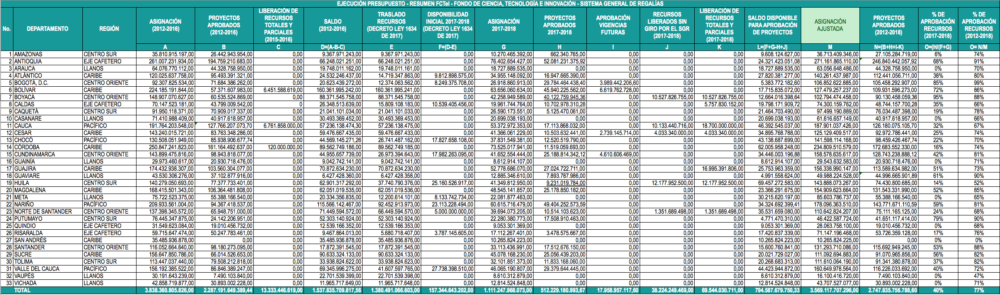 EJECUCIÓN PRESUPUESTO - RESUMEN FCTeI - FONDO DE CIENCIA, TECNOLOGÍA E INNOVACIÓN - SISTEMA GENERAL DE REGALÍAS
No. DEPARTAMENTO REGIÓN ASIGNACIÓN (2012-2016) PROYECTOS APROBADOS (2012-2016) LIBERACIÓN DE RECURSOS TOTALES Y PARCIALES (2015-2016) SALDO (2012-2016) TRASLADO RECURSOS (DECRETO LEY 1634 DE 2017) DISPONIBILIDAD INICIAL 2017-2018 (DECRETO LEY 1634 DE 2017) ASIGNACIÓN 2017-2018 PROYECTOS APROBADOS 2017-2018 APROBACIÓN VIGENCIAS FUTURAS RECURSOS LIBERADOS SIN GIRO POR EL SGR (2017-2018) LIBERACIÓN DE RECURSOS TOTALES Y PARCIALES (2017-2018) SALDO DISPONIBLE PARA APROBACIÓN DE PROYECTOS ASIGNACIÓN AJUSTADA PROYECTOS APROBADOS (2012-2018) % DE APROBACIÓN RECURSOS (2017-2018) % DE APROBACIÓN RECURSOS (2012-2018)
A B C D=(A-B-C) E F=(D-E) G H I J K L=(F+G-H+J) M N=(B+H+I-K) O=(H/(F+G) O= N/M
1 AMAZONAS CENTRO SUR 35.810.915.197,00 26.442.943.954,00 0,00 9.367.971.243,00 9.367.971.243,00 0,00 10.270.465.392,00 662.340.765,00 0,00 0,00 0,00 9.608.124.627,00 36.713.409.346,00 27.105.284.719,00 6% 74%
2 ANTIOQUIA EJE CAFETERO 261.007.231.934,00 194.759.210.683,00 0,00 66.248.021.251,00 66.248.021.251,00 0,00 76.402.654.427,00 52.081.231.375,92 0,00 0,00 0,00 24.321.423.051,08 271.161.865.110,00 246.840.442.057,92 68% 91%
3 ARAUCA LLANOS 64.076.770.112,00 44.328.758.950,00 0,00 19.748.011.162,00 19.748.011.161,00 0,00 18.727.889.535,00 0,00 0,00 0,00 0,00 18.727.889.535,00 63.056.648.486,00 44.328.758.950,00 0% 70%
4 ATLÁNTICO CARIBE 120.025.637.758,00 95.493.391.321,00 0,00 24.532.246.437,00 14.719.347.863,00 9.812.898.575,00 34.955.148.092,00 16.947.665.390,00 0,00 0,00 0,00 27.820.381.277,00 140.261.437.987,00 112.441.056.711,00 38% 80%
5 BOGOTÁ, D.C. CENTRO ORIENTE 92.307.825.534,00 71.684.386.262,00 0,00 20.623.439.272,00 12.374.063.562,00 8.249.375.708,00 26.918.860.913,00 29.784.464.438,40 3.989.442.206,60 0,00 0,00 5.383.772.182,60 106.852.622.885,00 105.458.292.907,00 85% 99%
6 BOLÍVAR CARIBE 224.185.191.844,00 57.371.607.983,00 6.451.588.619,00 160.361.995.242,00 160.361.995.241,00 0,00 63.656.060.634,00 45.940.225.562,00 6.619.762.728,00 0,00 0,00 17.715.835.072,00 127.479.257.237,00 109.931.596.273,00 72% 86%
7 BOYACÁ CENTRO ORIENTE 148.907.070.627,00 60.535.524.869,00 0,00 88.371.545.758,00 88.371.545.758,00 0,00 42.258.949.589,00 40.122.759.945,36 0,00 10.527.826.755,00 10.527.826.755,00 12.664.016.398,64 102.794.474.458,00 90.130.458.059,36 95% 88%
8 CALDAS EJE CAFETERO 70.147.523.181,00 43.799.009.542,00 0 26.348.513.639,00 15.809.108.183,00 10.539.405.456,00 19.961.744.764,00 10.702.978.310,28 0,00 0,00 5.757.830.152,00 19.798.171.909,72 74.300.159.762,00 48.744.157.700,28 35% 66%
9 CAQUETÁ CENTRO SUR 91.950.118.371,00 70.909.017.337,00 0,00 21.041.101.034,00 21.041.101.033,00 0,00 26.590.173.551,00 5.125.470.061,00 0,00 0,00 0,00 21.464.703.490,00 97.499.190.889,00 76.034.487.398,00 19% 78%
10 CASANARE LLANOS 71.410.988.409,00 40.917.618.957,00 0,00 30.493.369.452,00 30.493.369.453,00 0,00 20.699.038.193,00 0,00 0,00 0,00 0,00 20.699.038.193,00 61.616.657.149,00 40.917.618.957,00 0% 66%
11 CAUCA PACÍFICO 191.764.203.548,00 127.766.207.073,70 6.761.858.000,00 57.236.138.474,30 57.236.138.475,00 0,00 53.372.972.353,00 17.113.868.032,00 0,00 10.133.440.716,00 18.700.000.000,00 46.392.545.037,00 187.901.037.426,00 126.180.075.105,70 32% 67%
12 CESAR CARIBE 143.240.015.721,00 83.763.348.286,00 0,00 59.476.667.435,00 59.476.667.433,00 0,00 41.366.061.229,00 10.503.632.441,00 2.739.145.714,00 4.033.340.000,00 4.033.340.000,00 34.895.768.788,00 125.129.409.517,00 92.972.786.441,00 25% 74%
13 CHOCÓ PACÍFICO 130.508.051.949,00 85.938.906.677,74 0,00 44.569.145.271,26 26.741.487.162,00 17.827.658.108,00 37.831.549.381,00 12.520.519.790,00 0,00 0,00 0,00 43.138.687.699,00 141.598.114.168,00 98.459.426.467,74 22% 70%
14 CÓRDOBA CARIBE 250.847.241.823,00 161.164.492.637,00 120.000.000,00 89.562.749.186,00 89.562.749.185,00 0,00 73.525.017.941,00 11.519.059.693,00 0,00 0,00 0,00 62.005.958.248,00 234.809.510.579,00 172.683.552.330,00 16% 74%
15 CUNDINAMARCA CENTRO ORIENTE 143.899.475.816,00 98.943.818.077,00 0,00 44.955.657.739,00 26.973.394.643,00 17.982.263.095,00 41.652.554.444,00 25.188.814.342,12 4.610.606.469,00 0,00 0,00 34.446.003.196,88 158.578.635.617,00 128.743.238.888,12 42% 81%
16 GUAINÍA LLANOS 29.973.460.617,00 20.930.718.476,00 0,00 9.042.742.141,00 9.042.742.141,00 0,00 8.612.914.107,00 0,00 0,00 0,00 0,00 8.612.914.107,00 29.543.632.583,00 20.930.718.476,00 0% 71%
17 GUAJIRA CARIBE 174.432.938.307,00 103.560.304.077,00 0,00 70.872.634.230,00 70.872.634.230,00 0,00 52.778.686.070,00 27.024.722.711,00 0,00 0,00 16.995.391.806,00 25.753.963.359,00 156.338.990.147,00 113.589.634.982,00 51% 73%
18 GUAVIARE LLANOS 43.530.306.276,00 37.102.877.916,00 0,00 6.427.428.360,00 6.427.428.358,00 0,00 12.885.346.610,00 7.893.787.986,00 0,00 0,00 0,00 4.991.558.624,00 49.988.224.528,00 44.996.665.901,89 61% 90%
19 HUILA CENTRO SUR 140.279.050.693,00 77.377.733.401,00 0,00 62.901.317.292,00 37.740.790.376,00 25.160.526.917,00 41.349.812.950,00 9.231.019.784,00 0,00 12.177.952.500,00 12.177.952.500,00 69.457.272.583,00 143.888.073.267,00 74.430.800.685,00 14% 52%
20 MAGDALENA CARIBE 168.415.501.343,00 106.364.481.808,00 0,00 62.051.019.535,00 62.051.019.536,00 0,00 48.545.141.857,00 25.178.850.182,00 0,00 0,00 0,00 23.366.291.675,00 154.909.623.664,00 131.543.331.990,00 52% 85%
21 META LLANOS 75.722.523.375,00 55.388.166.540,00 0,00 20.334.356.835,00 12.200.614.101,00 8.133.742.734,00 22.081.877.463,00 0,00 0,00 0,00 0,00 30.215.620.197,00 85.603.786.737,00 55.388.166.540,00 0% 65%
22 NARIÑO PACÍFICO 209.933.561.004,00 94.367.418.537,00 0,00 115.566.142.467,00 92.452.913.973,00 23.113.228.494,00 60.615.716.479,00 49.404.252.573,59 0,00 0,00 0,00 34.324.692.399,41 178.096.363.510,00 143.771.671.110,59 59% 81%
23 NORTE DE SANTANDER CENTRO ORIENTE 137.398.345.572,00 65.948.751.000,00 0,00 71.449.594.572,00 66.449.594.570,00 5.000.000.000,00 39.694.073.205,00 10.514.103.623,00 0,00 1.351.689.498,00 1.351.689.498,00 35.531.659.080,00 110.642.824.207,00 75.111.165.125,00 24% 68%
24 PUTUMAYO CENTRO SUR 76.445.347.875,00 24.142.206.951,00 0,00 52.303.140.924,00 52.303.140.924,00 0,00 22.280.380.773,00 17.508.910.463,00 0,00 0,00 0,00 4.771.470.310,00 46.422.587.724,00 41.651.117.414,00 79% 90%
25 QUINDIO EJE CAFETERO 31.549.623.084,00 19.010.456.732,00 0,00 12.539.166.352,00 12.539.166.353,00 0,00 9.053.301.369,00 0,00 0,00 0,00 0,00 9.053.301.369,00 28.063.758.100,00 19.010.456.732,00 0% 68%
26 RISARALDA EJE CAFETERO 59.715.647.474,00 50.247.783.461,00 0,00 9.467.864.013,00 5.680.718.407,00 3.787.145.605,00 17.112.267.401,00 3.478.575.667,00 0,00 0,00 0,00 17.420.837.339,00 71.147.196.468,00 53.726.359.128,00 17% 76%
27 SAN ANDRÉS CARIBE 35.485.936.878,00 0,00 0,00 35.485.936.878,00 35.485.936.876,00 0,00 10.265.824.223,00 0,00 0,00 0,00 0,00 10.265.824.223,00 10.265.824.225,00 0,00 0% 0%
28 SANTANDER CENTRO ORIENTE 116.052.664.640,00 98.180.273.095,00 0,00 17.872.391.545,00 17.872.391.545,00 0,00 33.113.436.991,00 17.512.676.150,00 0,00 0,00 0,00 15.600.760.841,00 131.293.710.086,00 115.692.949.245,00 53% 88%
29 SUCRE CARIBE 156.647.850.786,00 66.014.526.653,00 0,00 90.633.324.133,00 90.633.324.133,00 0,00 45.078.168.230,00 25.056.439.203,00 0,00 0,00 0,00 20.021.729.027,00 111.092.694.883,00 91.070.965.856,00 56% 82%
30 TOLIMA CENTRO SUR 113.447.037.440,00 79.508.212.818,00 0,00 33.938.824.622,00 33.938.824.623,00 0,00 32.101.851.373,00 11.833.168.060,00 0,00 0,00 0,00 20.268.683.313,00 111.610.064.190,00 91.341.380.878,00 37% 82%
31 VALLE DEL CAUCA PACÍFICO 156.192.385.522,00 86.846.389.247,00 0,00 69.345.996.275,00 41.607.597.765,00 27.738.398.510,00 46.065.190.807,00 29.379.644.445,00 0,00 0,00 0,00 44.423.944.872,00 160.649.978.564,00 116.226.033.692,00 40% 72%
32 VAUPÉS LLANOS 30.191.643.239,00 7.490.103.840,00 0,00 22.701.539.399,00 22.701.539.398,00 0,00 8.610.312.879,00 0,00 0,00 0,00 0,00 8.610.312.879,00 16.100.416.720,00 7.490.103.840,00 0% 47%
33 VICHADA LLANOS 42.858.719.877,00 30.893.002.228,00 0,00 11.965.717.649,00 11.965.717.648,00 0,00 12.814.524.848,00 0,00 0,00 0,00 0,00 12.814.524.848,00 43.707.527.077,00 30.893.002.228,00 0% 71%
TOTAL 3.838.360.805.826,00 2.287.191.649.389,44 13.333.446.619,00 1.537.835.709.817,56 1.380.491.066.603,00 157.344.643.202,00 1.111.247.968.073,00 512.229.180.993,67 17.958.957.117,60 38.224.249.469,00 69.544.030.711,00 794.587.679.750,33 3.569.117.707.296,00 2.747.835.756.788,60 40% 77%